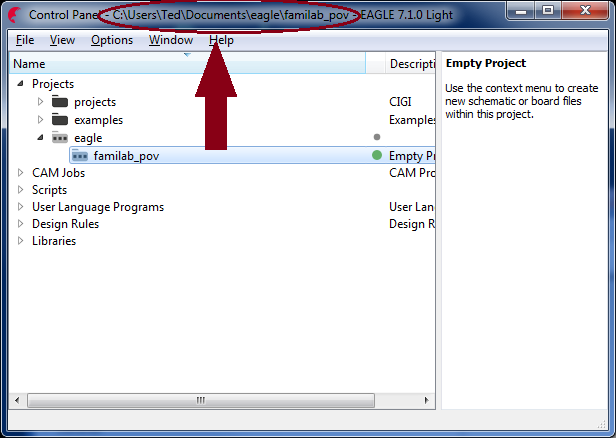 Control Panel - C:\Users\Ted\Documents\eagle\familab_pov - EAGLE 7.1.0 Light
File View Options Window Help
Name Descripti
Projects
projects CIGI
examples Examples
eagle
familab_pov Empty Pr
CAM Jobs CAM Pro
Scripts
User Language Programs User Lan
Design Rules Design R
Libraries
Empty Project
Use the context menu to create
new schematic or board files
within this project.